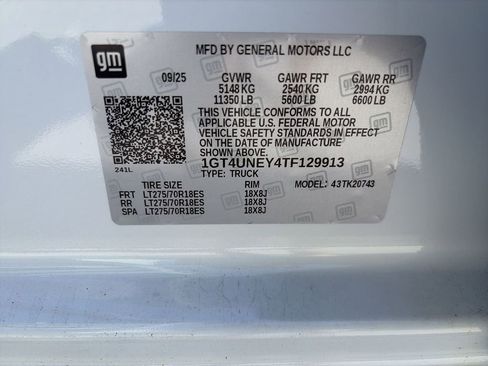 gm
MFD BY GENERAL MOTORS LLC
09/25 GVWR GAWR FRT GAWR RR
5148 KG 2540 KG 2994 KG
11350 LB 5600 LB 6600 LB
THIS VEHICLE CONFORMS TO ALL
APPLICABLE U.S. FEDERAL MOTOR
VEHICLE SAFETY STANDARDS IN EFFECT
ON THE DATE OF MANUFACTURE
SHOWN ABOVE.
1GT4UNEY4TF129913
241L TYPE: TRUCK
TIRE SIZE RIM MODEL: 43TK20743
FRT LT275/70R18ES 18X8J
RR LT275/70R18ES 18X8J
SPA LT275/70R18ES 18X8J